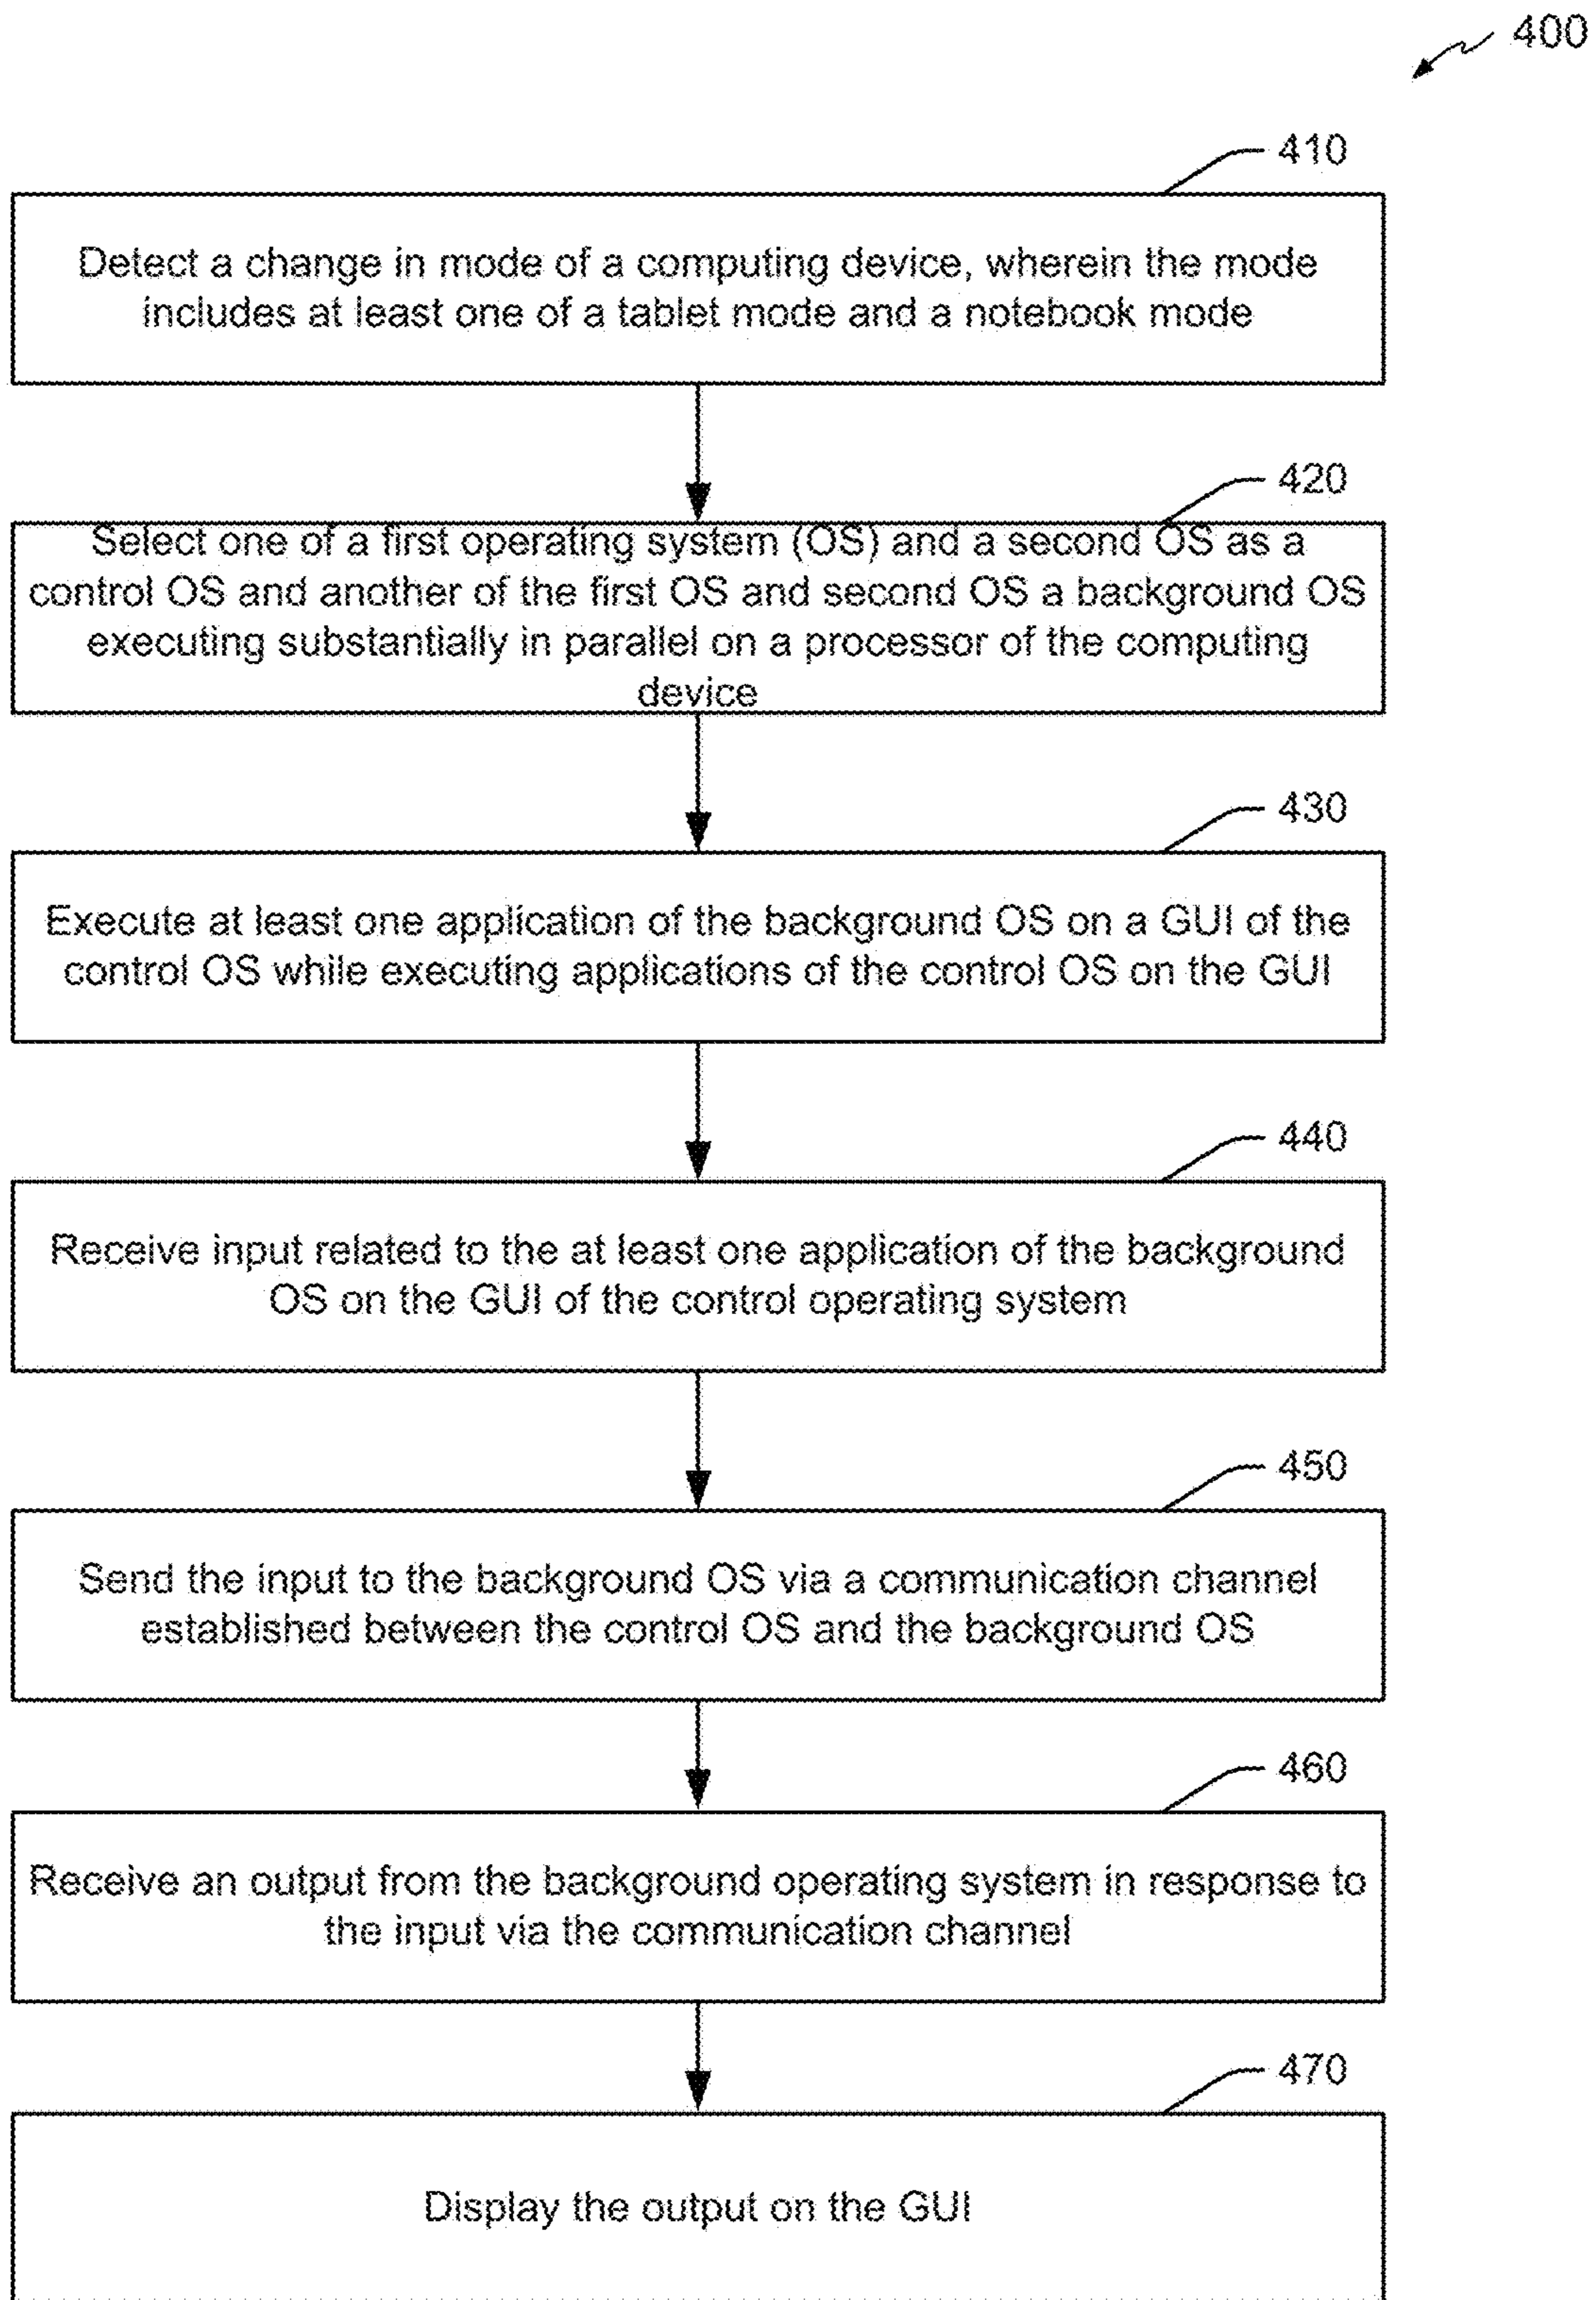 400
410
Detect a change in mode of a computing device, wherein the mode
includes at least one of a tablet mode and a notebook mode
420
Select one of a first operating system (OS) and a second OS as a
control OS and another of the first OS and second OS a background OS
executing substantially in parallel on a processor of the computing
device
430
Execute at least one application of the background OS on a GUI of the
control OS while executing applications of the control OS on the GUI
440
Receive input related to the at least one application of the background
OS on the GUI of the control operating system
450
Send the input to the background OS via a communication channel
established between the control OS and the background OS
460
Receive an output from the background operating system in response to
the input via the communication channel
470
Display the output on the GUI